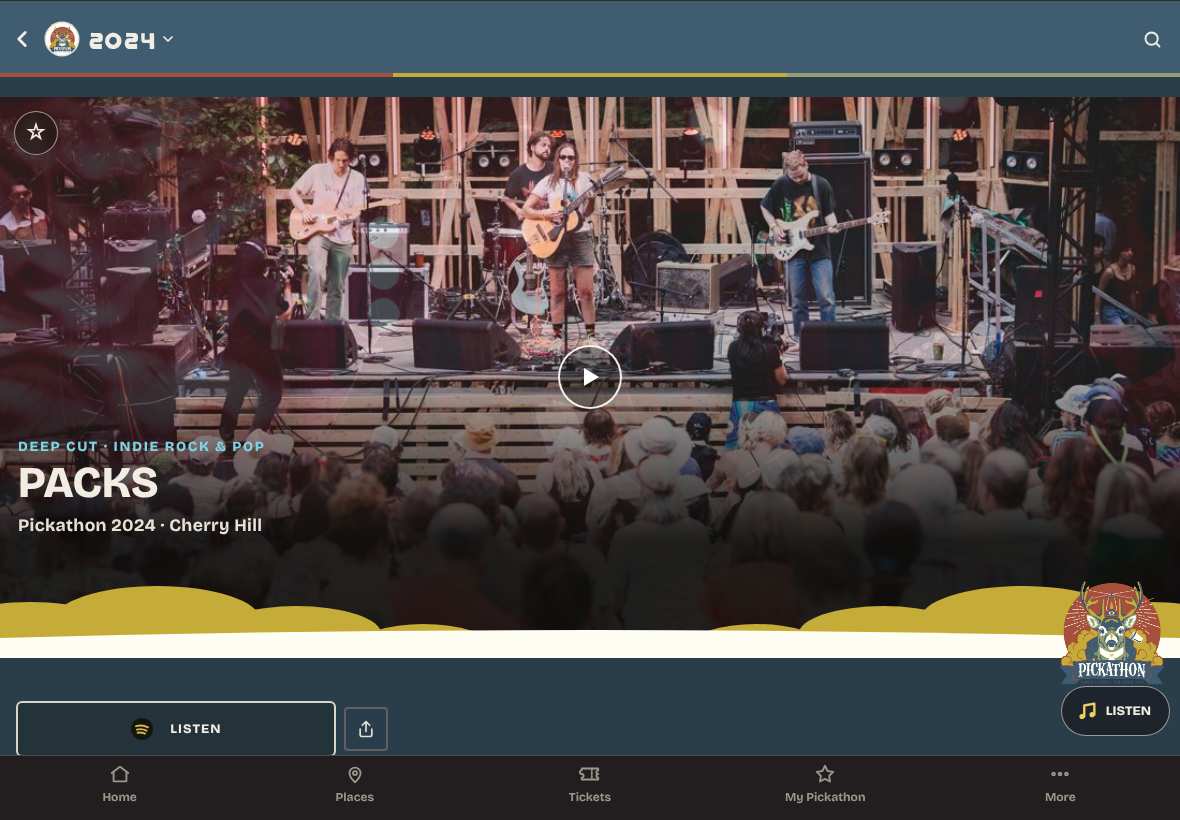 2024
DEEP CUT · INDIE ROCK & POP
PACKS
Pickathon 2024 · Cherry Hill
PICKATHON
LISTEN
LISTEN
Home
Places
Tickets
My Pickathon
More